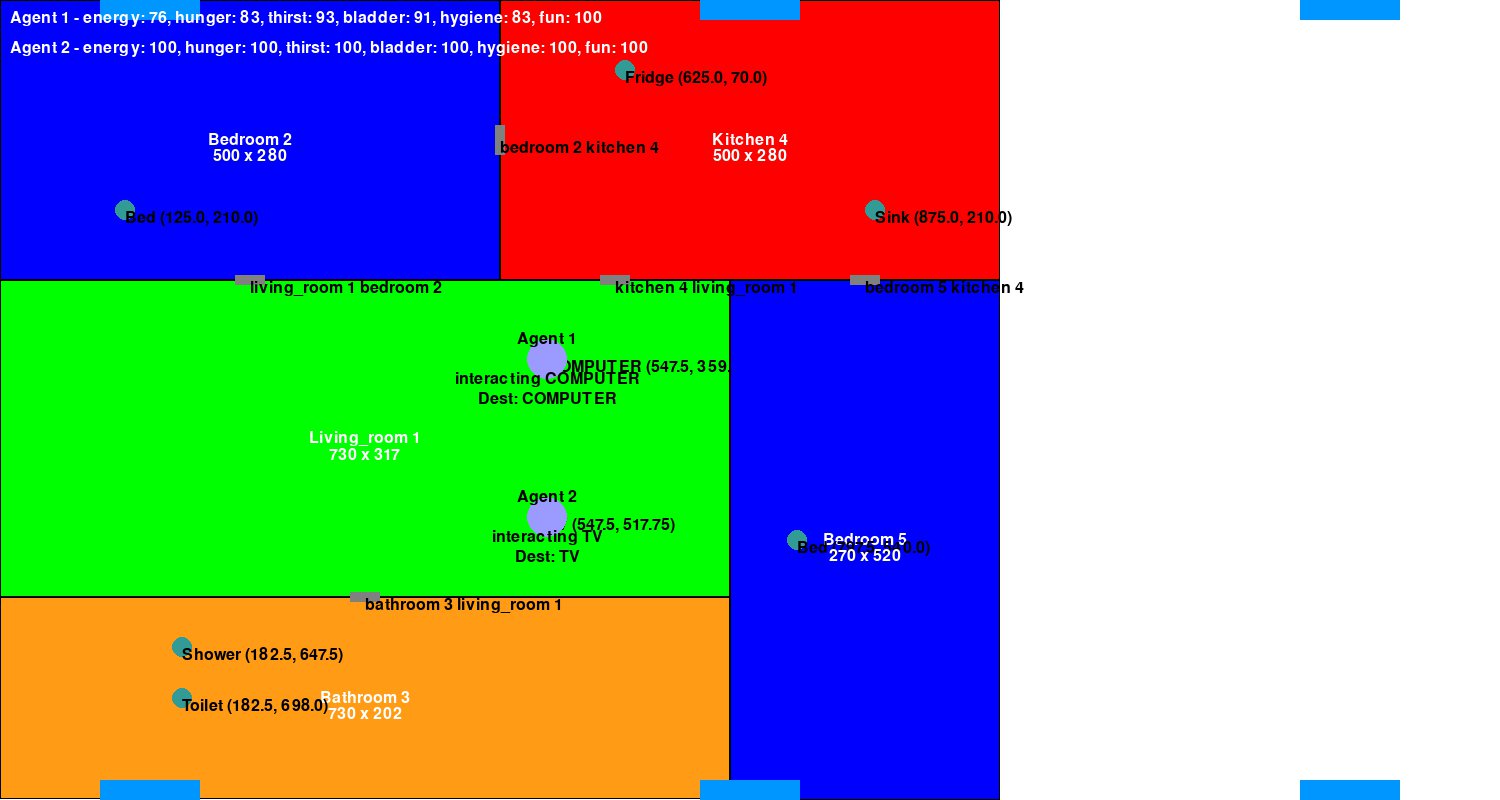 Agent 1 - energy: 76, hunger: 83, thirst: 93, bladder: 91, hygiene: 83, fun: 100
Agent 2 - energy: 100, hunger: 100, thirst: 100, bladder: 100, hygiene: 100, fun: 100
Fridge (625.0, 70.0)
Bedroom 2
500 x 280
bedroom 2 kitchen 4
Kitchen 4
500 x 280
Bed (125.0, 210.0)
Sink (875.0, 210.0)
living_room 1 bedroom 2
kitchen 4 living_room 1
bedroom 5 kitchen 4
Agent 1
COMPUTER (547.5, 359.
interacting COMPUTER
Dest: COMPUTER
Living_room 1
730 x 317
Agent 2
(547.5, 517.75)
interacting TV
Dest: TV
Bedroom 5
270 x 520
Bed
bathroom 3 living_room 1
Shower (182.5, 647.5)
Toilet (182.5, 698.0)
Bathroom 3
730 x 202